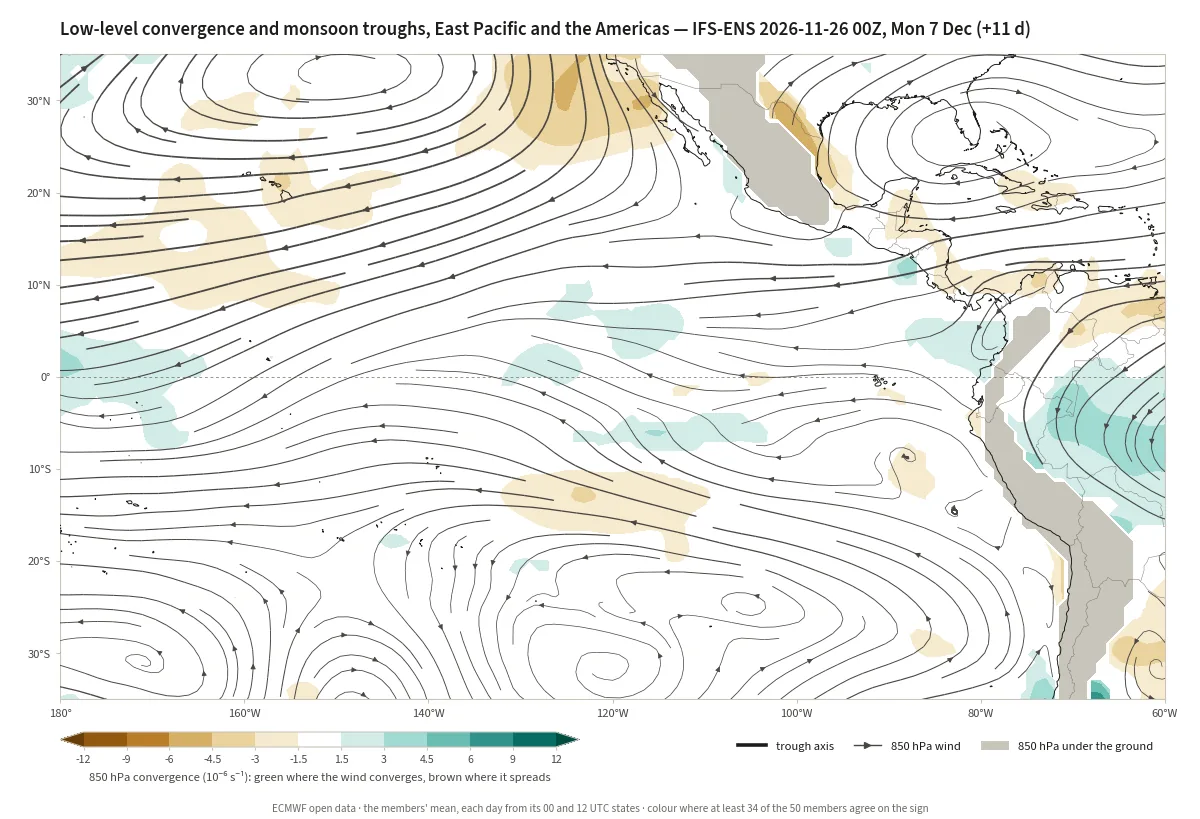 Low-level convergence and monsoon troughs, East Pacific and the Americas — IFS-ENS 2026-11-26 00Z, Mon 7 Dec (+11 d)
30°N
20°N
10°N
0°
10°S
20°S
30°S
180° 160°W 140°W 120°W 100°W 80°W 60°W
-12 -9 -6 -4.5 -3 -1.5 1.5 3 4.5 6 9 12
850 hPa convergence (10⁻⁶ s⁻¹): green where the wind converges, brown where it spreads
trough axis 850 hPa wind 850 hPa under the ground
ECMWF open data · the members' mean, each day from its 00 and 12 UTC states · colour where at least 34 of the 50 members agree on the sign